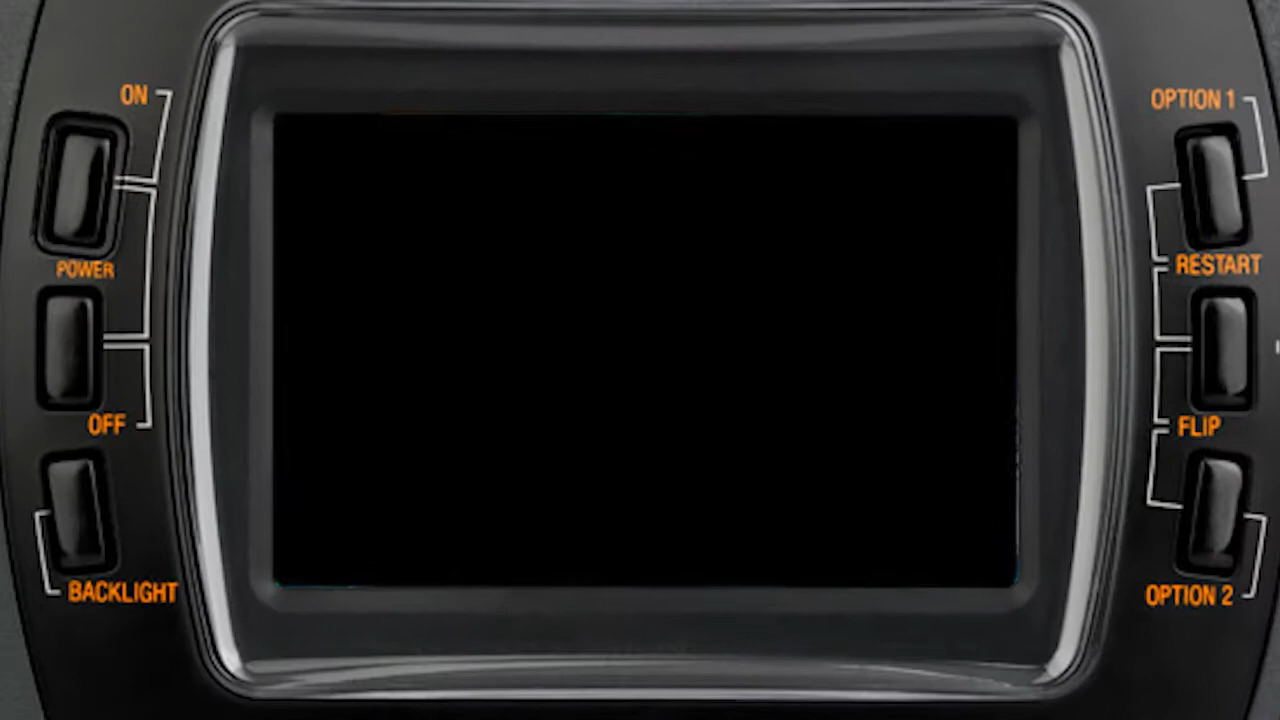 ON
POWER
OFF
BACKLIGHT
OPTION 1
RESTART
FLIP
OPTION 2